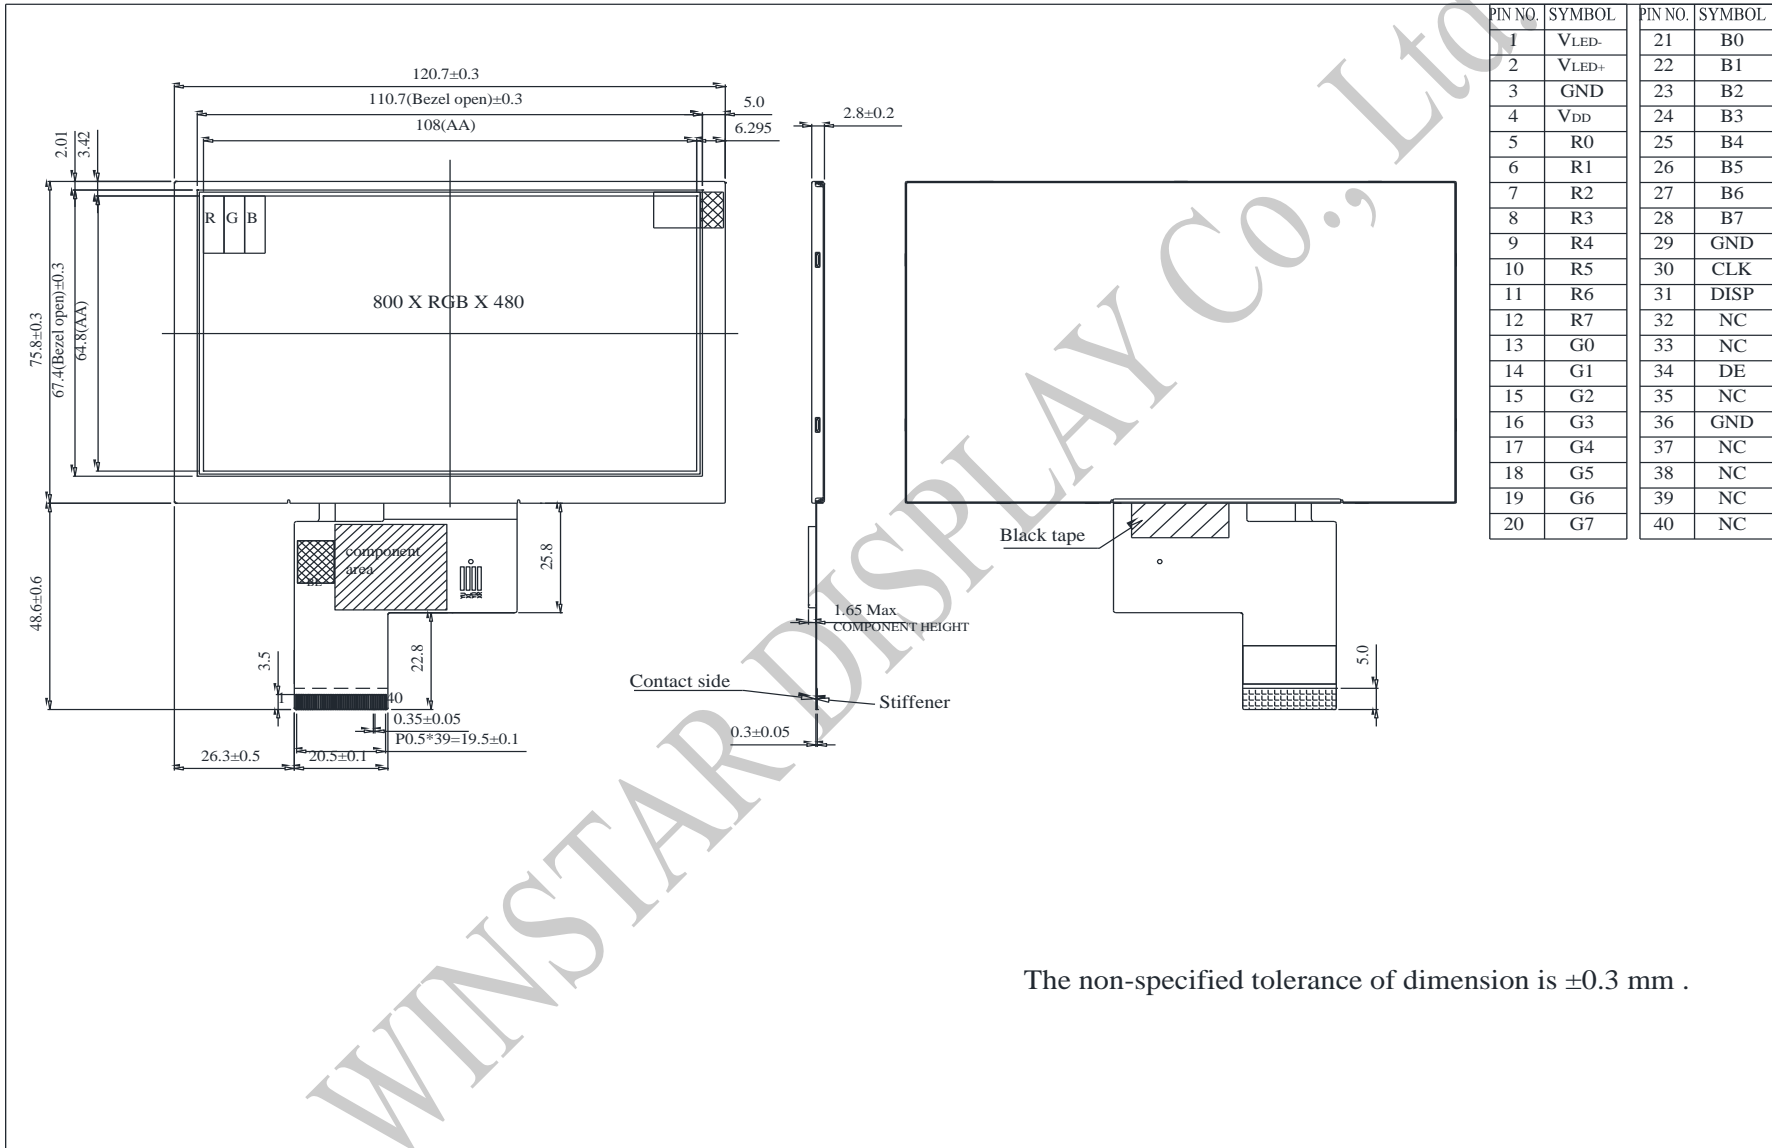 120.7±0.3
110.7(Bezel open)±0.3
108(AA)
5.0
6.295
2.8±0.2
2.01
3.42
75.8±0.3
67.4(Bezel open)±0.3
64.8(AA)
R G B
800 X RGB X 480
component
area
25.8
48.6±0.6
22.8
3.5
1
40
0.35±0.05
P0.5*39=19.5±0.1
26.3±0.5
20.5±0.1
1.65 Max
COMPONENT HEIGHT
Contact side
Stiffener
0.3±0.05
Black tape
5.0
PIN NO. SYMBOL PIN NO. SYMBOL
1 VLED- 21 B0
2 VLED+ 22 B1
3 GND 23 B2
4 VDD 24 B3
5 R0 25 B4
6 R1 26 B5
7 R2 27 B6
8 R3 28 B7
9 R4 29 GND
10 R5 30 CLK
11 R6 31 DISP
12 R7 32 NC
13 G0 33 NC
14 G1 34 DE
15 G2 35 NC
16 G3 36 GND
17 G4 37 NC
18 G5 38 NC
19 G6 39 NC
20 G7 40 NC
The non-specified tolerance of dimension is ±0.3 mm .
WINSTAR DISPLAY Co., Ltd.